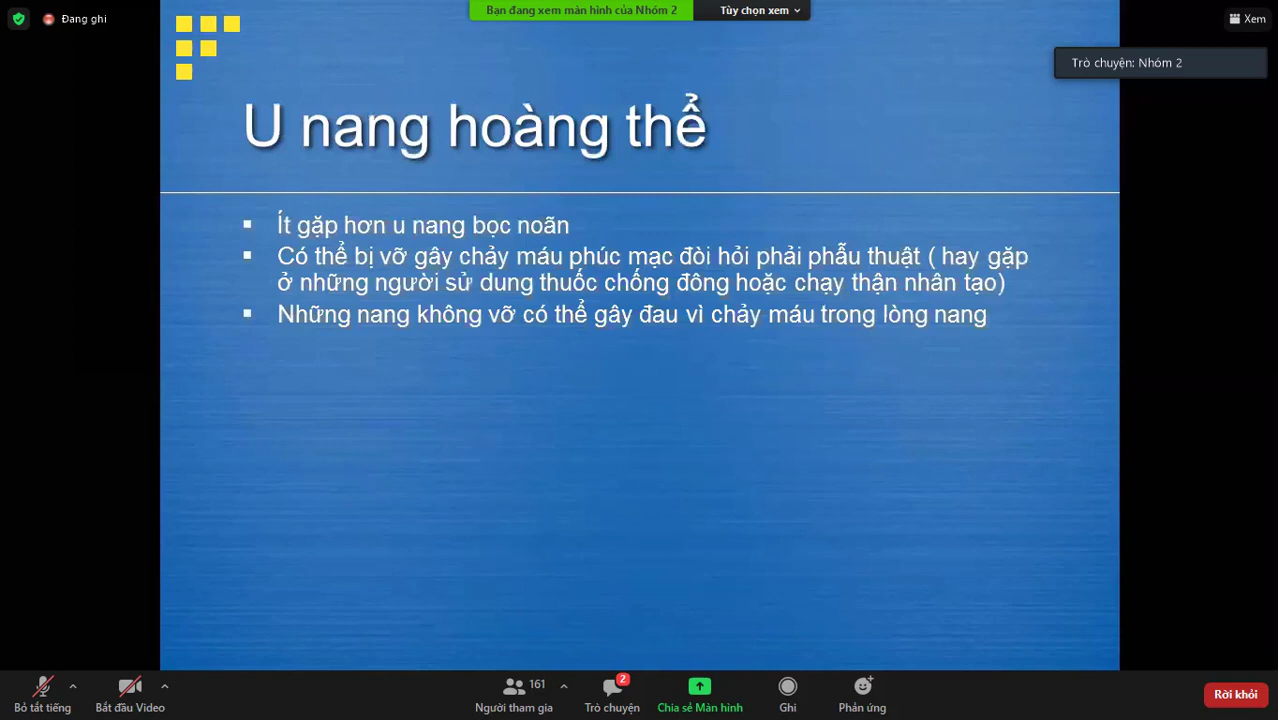 Đang ghi
Bạn đang xem màn hình của Nhóm 2
Tùy chọn xem
Xem
Trò chuyện: Nhóm 2
U nang hoàng thể
Ít gặp hơn u nang bọc noãn
Có thể bị vỡ gây chảy máu phúc mạc đòi hỏi phải phẫu thuật ( hay gặp
ở những người sử dung thuốc chống đông hoặc chạy thận nhân tạo)
Những nang không vỡ có thể gây đau vì chảy máu trong lòng nang
Bỏ tắt tiếng
Bắt đầu Video
161
Người tham gia
2
Trò chuyện
Chia sẻ Màn hình
Ghi
Phản ứng
Rời khỏi